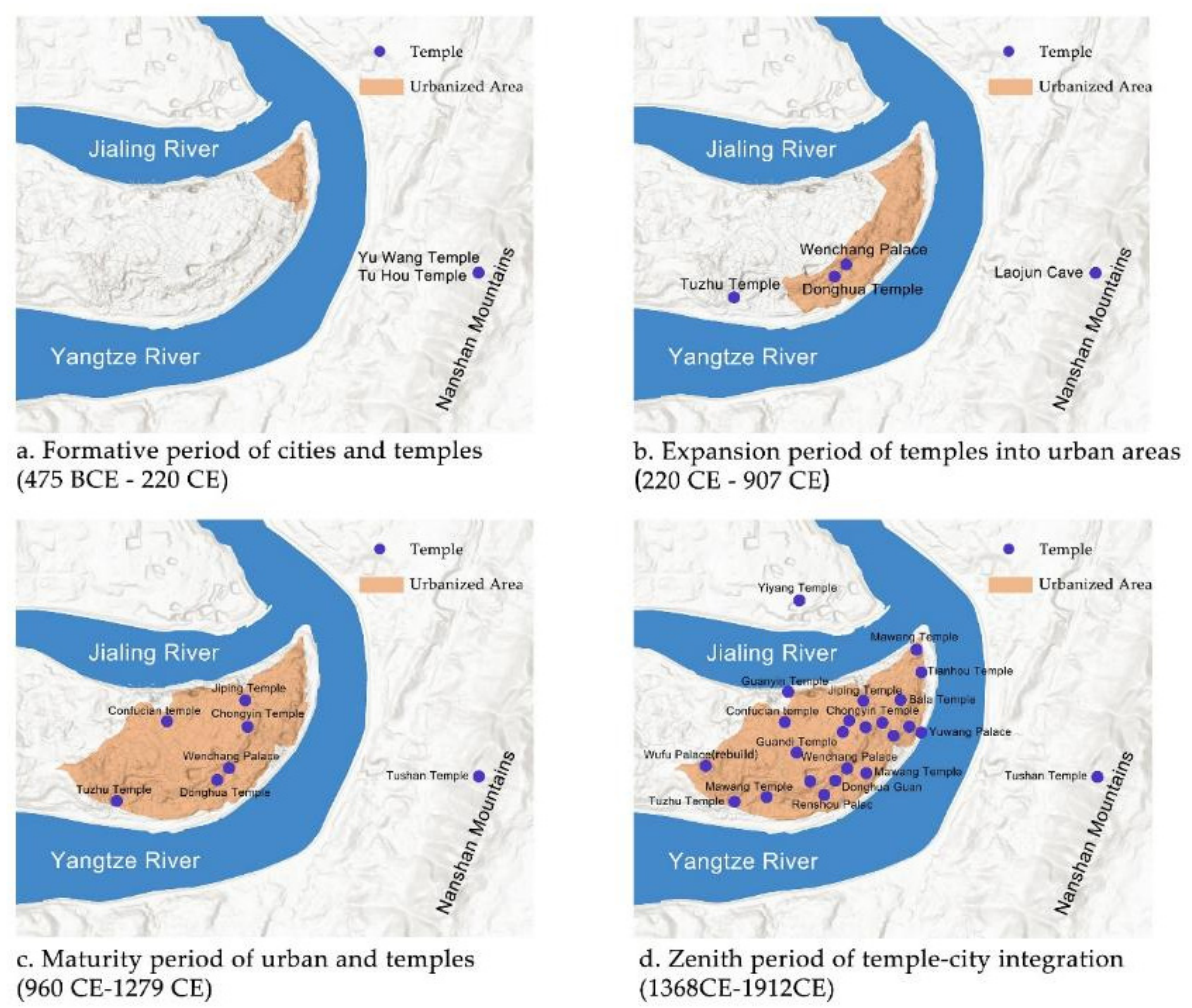 Temple
Urbanized Area
Jialing River
Yu Wang Temple
Tu Hou Temple
Nanshan Mountains
Yangtze River
a. Formative period of cities and temples
(475 BCE - 220 CE)
Temple
Urbanized Area
Jialing River
Wenchang Palace
Laojun Cave
Tuzhu Temple
Donghua Temple
Nanshan Mountains
Yangtze River
b. Expansion period of temples into urban areas
(220 CE - 907 CE)
Temple
Urbanized Area
Jialing River
Jiping Temple
Confucian temple
Chongyin Temple
Wenchang Palace
Tushan Temple
Tuzhu Temple
Donghua Temple
Nanshan Mountains
Yangtze River
c. Maturity period of urban and temples
(960 CE-1279 CE)
Temple
Urbanized Area
Yiyang Temple
Mawang Temple
Jialing River
Tianhou Temple
Guanyin Temple
Jiping Temple
Bala Temple
Confucian temple
Chongyin Temple
Yuwang Palace
Guandi Temple
Wufu Palace(rebuild)
Wenchang Palace
Mawang Temple
Tushan Temple
Mawang Temple
Donghua Guan
Tuzhu Temple
Renshou Palac
Nanshan Mountains
Yangtze River
d. Zenith period of temple-city integration
(1368CE-1912CE)